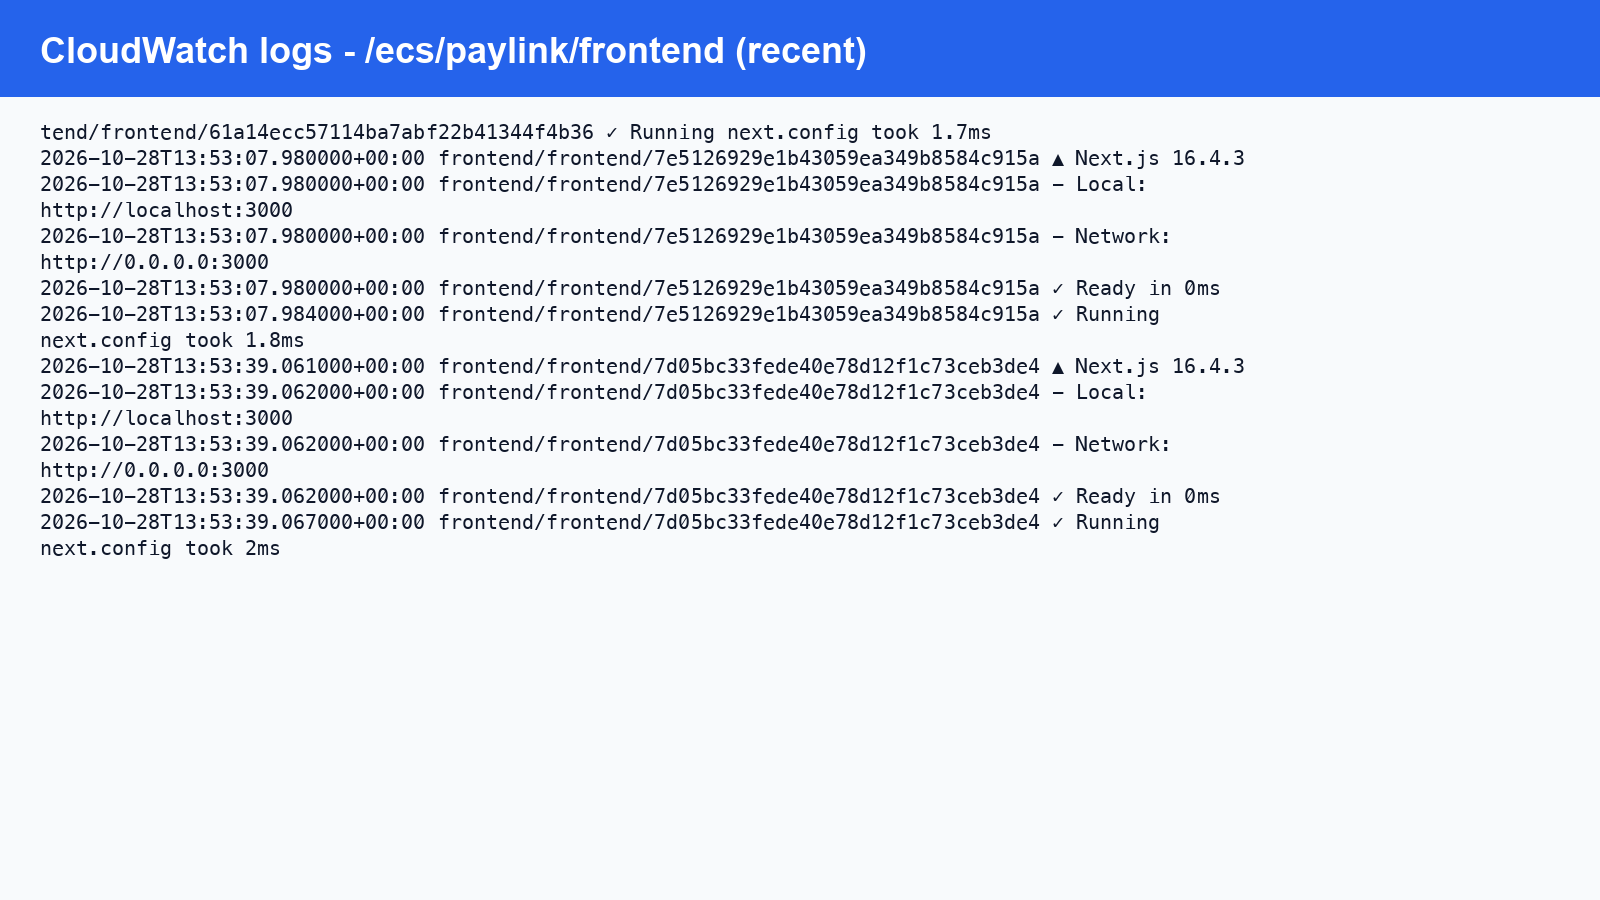 CloudWatch logs - /ecs/paylink/frontend (recent)
tend/frontend/61a14ecc57114ba7abf22b41344f4b36 ✓ Running next.config took 1.7ms
2026-10-28T13:53:07.980000+00:00 frontend/frontend/7e5126929e1b43059ea349b8584c915a ▲ Next.js 16.4.3
2026-10-28T13:53:07.980000+00:00 frontend/frontend/7e5126929e1b43059ea349b8584c915a - Local:
http://localhost:3000
2026-10-28T13:53:07.980000+00:00 frontend/frontend/7e5126929e1b43059ea349b8584c915a - Network:
http://0.0.0.0:3000
2026-10-28T13:53:07.980000+00:00 frontend/frontend/7e5126929e1b43059ea349b8584c915a ✓ Ready in 0ms
2026-10-28T13:53:07.984000+00:00 frontend/frontend/7e5126929e1b43059ea349b8584c915a ✓ Running
next.config took 1.8ms
2026-10-28T13:53:39.061000+00:00 frontend/frontend/7d05bc33fede40e78d12f1c73ceb3de4 ▲ Next.js 16.4.3
2026-10-28T13:53:39.062000+00:00 frontend/frontend/7d05bc33fede40e78d12f1c73ceb3de4 - Local:
http://localhost:3000
2026-10-28T13:53:39.062000+00:00 frontend/frontend/7d05bc33fede40e78d12f1c73ceb3de4 - Network:
http://0.0.0.0:3000
2026-10-28T13:53:39.062000+00:00 frontend/frontend/7d05bc33fede40e78d12f1c73ceb3de4 ✓ Ready in 0ms
2026-10-28T13:53:39.067000+00:00 frontend/frontend/7d05bc33fede40e78d12f1c73ceb3de4 ✓ Running
next.config took 2ms